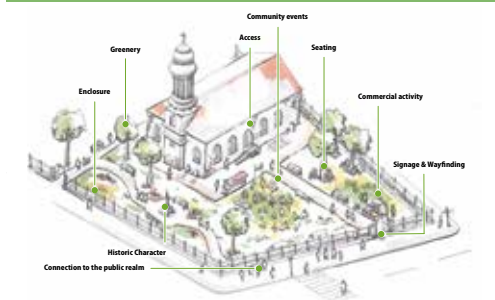 Community events
Access
Greenery
Seating
Enclosure
Commercial activity
Signage & Wayfinding
Historic Character
Connection to the public realm